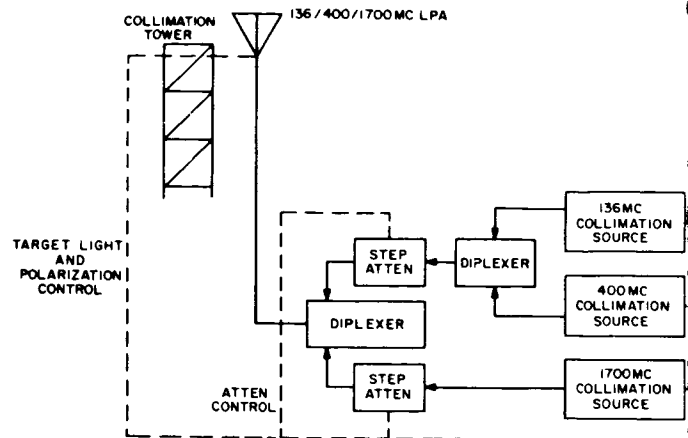 COLLIMATION
TOWER
136/400/1700MC LPA
TARGET LIGHT
AND
POLARIZATION
CONTROL
STEP
ATTEN
DIPLEXER
136MC
COLLIMATION
SOURCE
400MC
COLLIMATION
SOURCE
DIPLEXER
ATTEN
CONTROL
STEP
ATTEN
1700MC
COLLIMATION
SOURCE